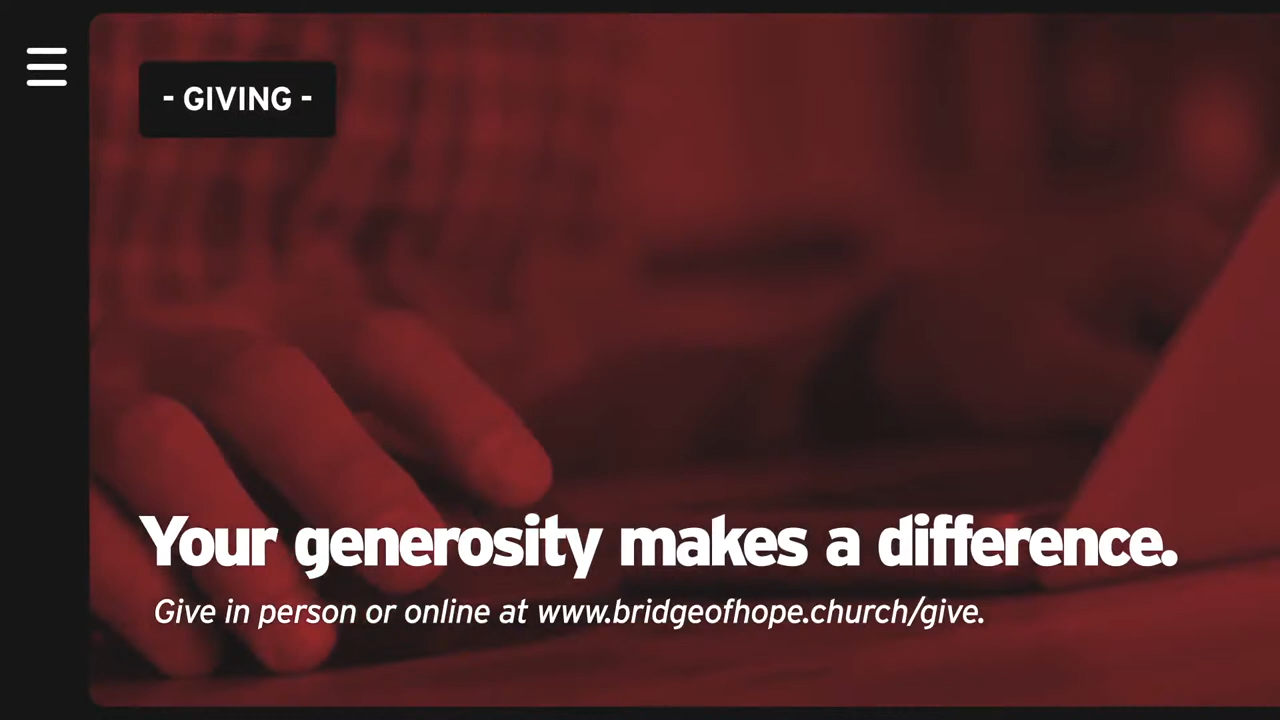 - GIVING -
Your generosity makes a difference.
Give in person or online at www.bridgeofhope.church/give.